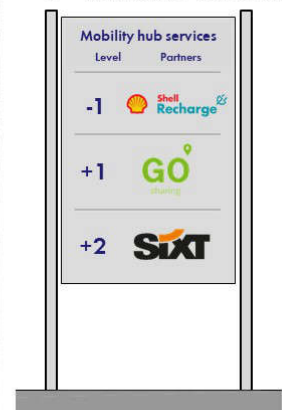 Mobility hub services
Level Partners
-1 Shell Recharge
+1 GO sharing
+2 SIXT